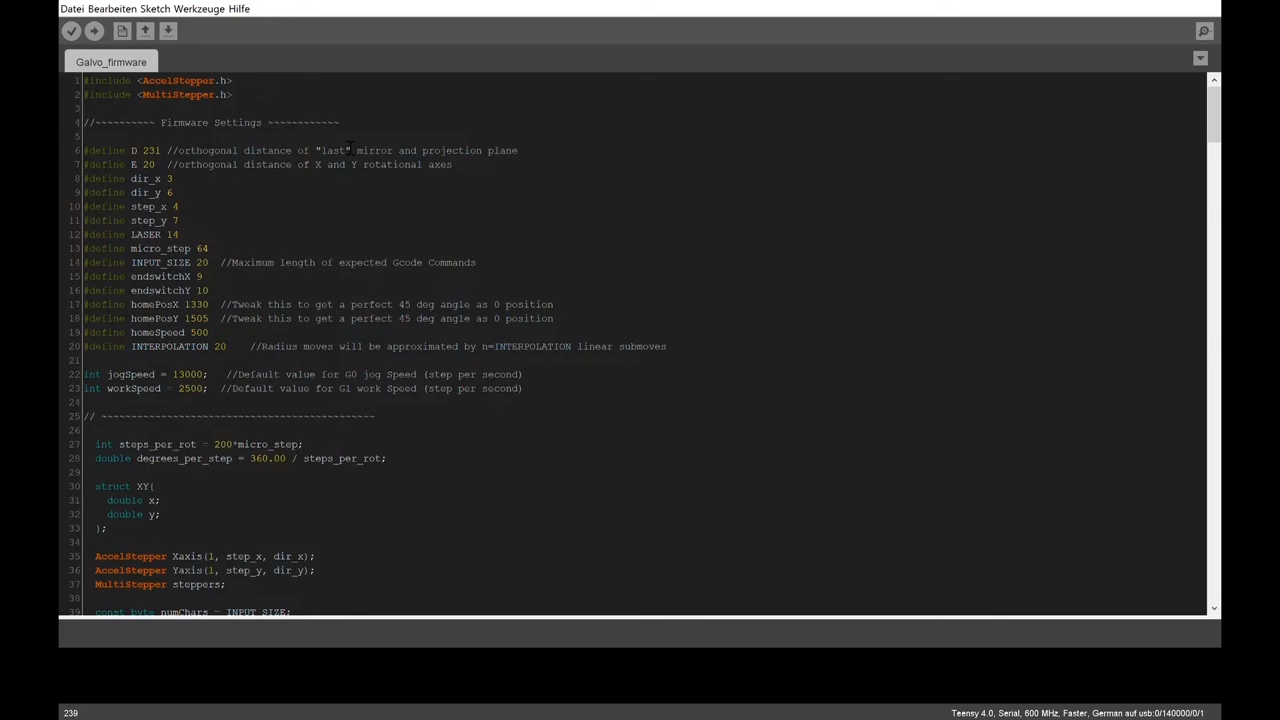 Datei Bearbeiten Sketch Werkzeuge Hilfe
Galvo_firmware
1 #include <AccelStepper.h>
2 #include <MultiStepper.h>
3
4 //~~~~~~~~~~ Firmware Settings ~~~~~~~~~~~~
5
6 #define D 231 //orthogonal distance of "last" mirror and projection plane
7 #define E 20  //orthogonal distance of X and Y rotational axes
8 #define dir_x 3
9 #define dir_y 6
10 #define step_x 4
11 #define step_y 7
12 #define LASER 14
13 #define micro_step 64
14 #define INPUT_SIZE 20  //Maximum length of expected Gcode Commands
15 #define endswitchX 9
16 #define endswitchY 10
17 #define homePosX 1330  //Tweak this to get a perfect 45 deg angle as 0 position
18 #define homePosY 1505  //Tweak this to get a perfect 45 deg angle as 0 position
19 #define homeSpeed 500
20 #define INTERPOLATION 20    //Radius moves will be approximated by n=INTERPOLATION linear submoves
21
22 int jogSpeed = 13000;   //Default value for G0 jog Speed (step per second)
23 int workSpeed = 2500;  //Default value for G1 work Speed (step per second)
24
25 // ~~~~~~~~~~~~~~~~~~~~~~~~~~~~~~~~~~~~~~~~~~~~~~
26
27   int steps_per_rot = 200*micro_step;
28   double degrees_per_step = 360.00 / steps_per_rot;
29
30   struct XY{
31     double x;
32     double y;
33   };
34
35   AccelStepper Xaxis(1, step_x, dir_x);
36   AccelStepper Yaxis(1, step_y, dir_y);
37   MultiStepper steppers;
38
39   const byte numChars = INPUT_SIZE;
239
Teensy 4.0, Serial, 600 MHz, Faster, German auf usb:0/140000/0/1